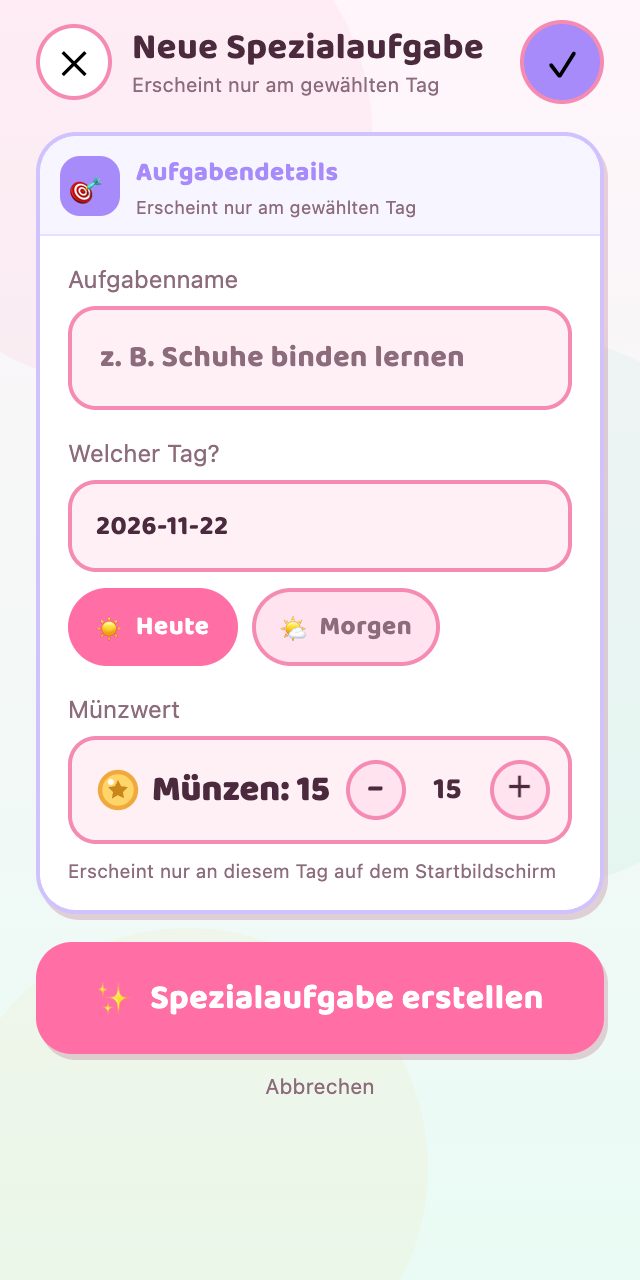 Neue Spezialaufgabe
Erscheint nur am gewählten Tag
Aufgabendetails
Erscheint nur am gewählten Tag
Aufgabenname
z. B. Schuhe binden lernen
Welcher Tag?
2026-11-22
Heute
Morgen
Münzwert
Münzen: 15 - 15 +
Erscheint nur an diesem Tag auf dem Startbildschirm
Spezialaufgabe erstellen
Abbrechen